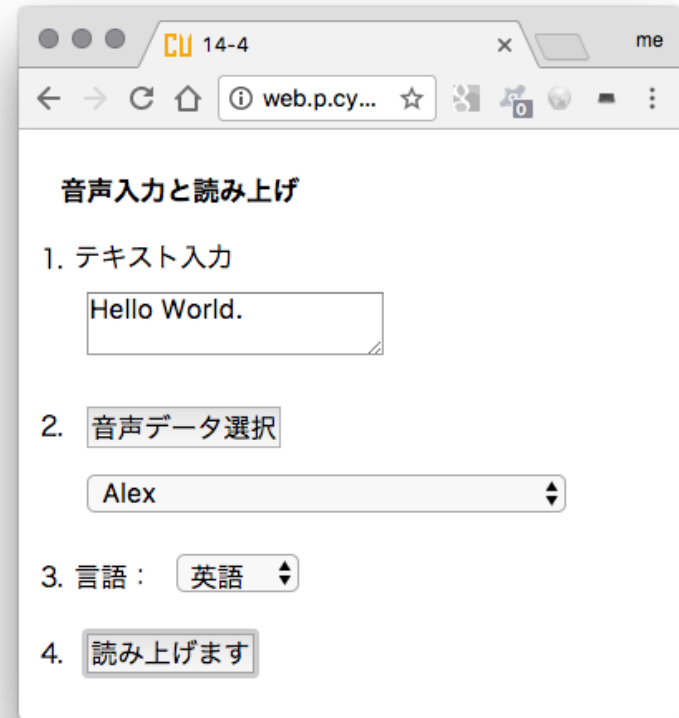 CU 14-4
me
web.p.cy...
0
音声入力と読み上げ
1. テキスト入力
Hello World.
2. 音声データ選択
Alex
3. 言語： 英語
4. 読み上げます